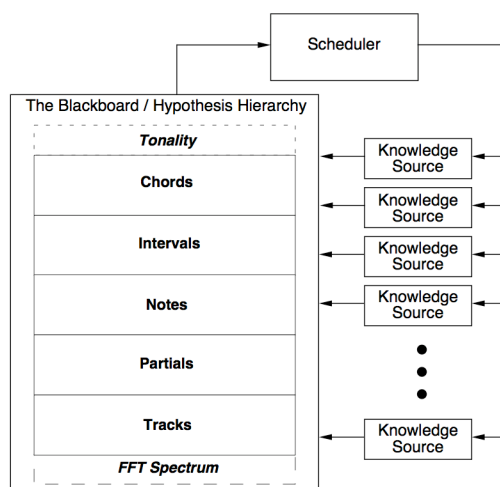 Scheduler
The Blackboard / Hypothesis Hierarchy
Tonality
Chords
Intervals
Notes
Partials
Tracks
FFT Spectrum
Knowledge
Source
Knowledge
Source
Knowledge
Source
Knowledge
Source
Knowledge
Source